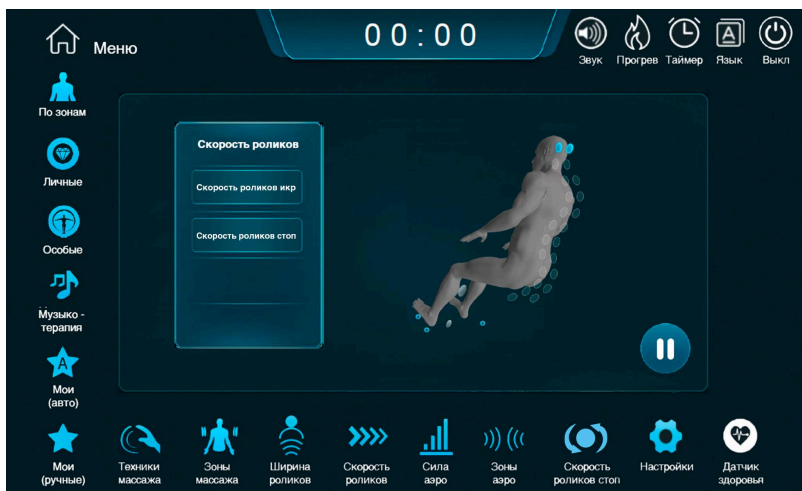 Меню
00:00
Звук
Прогрев
Таймер
A
Язык
Выкл
По зонам
Личные
Особые
Музыко -
терапия
A
Мои
(авто)
Мои
(ручные)
Скорость роликов
Скорость роликов икр
Скорость роликов стоп
Техники
массажа
Зоны
массажа
Ширина
роликов
Скорость
роликов
Сила
аэро
Зоны
аэро
Скорость
роликов стоп
Настройки
Датчик
здоровья